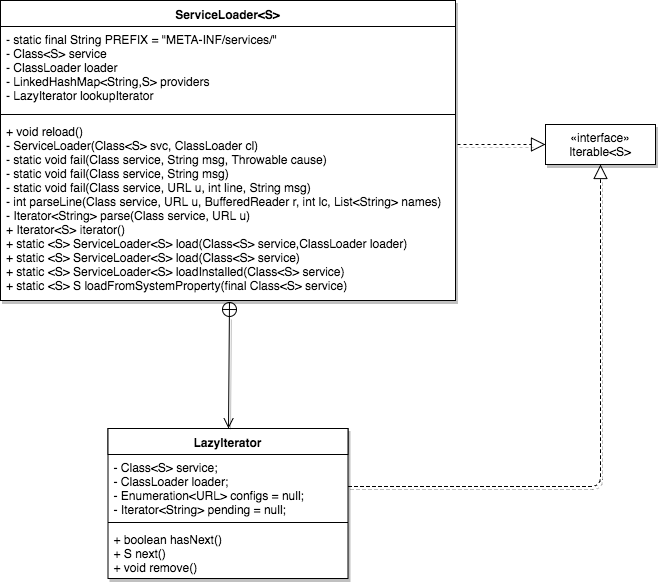 ServiceLoader<S>
- static final String PREFIX = "META-INF/services/"
- Class<S> service
- ClassLoader loader
- LinkedHashMap<String,S> providers
- LazyIterator lookupIterator
+ void reload()
- ServiceLoader(Class<S> svc, ClassLoader cl)
- static void fail(Class service, String msg, Throwable cause)
- static void fail(Class service, String msg)
- static void fail(Class service, URL u, int line, String msg)
- int parseLine(Class service, URL u, BufferedReader r, int lc, List<String> names)
- Iterator<String> parse(Class service, URL u)
+ Iterator<S> iterator()
+ static <S> ServiceLoader<S> load(Class<S> service,ClassLoader loader)
+ static <S> ServiceLoader<S> load(Class<S> service)
+ static <S> ServiceLoader<S> loadInstalled(Class<S> service)
+ static <S> S loadFromSystemProperty(final Class<S> service)
«interface»
Iterable<S>
LazyIterator
- Class<S> service;
- ClassLoader loader;
- Enumeration<URL> configs = null;
- Iterator<String> pending = null;
+ boolean hasNext()
+ S next()
+ void remove()